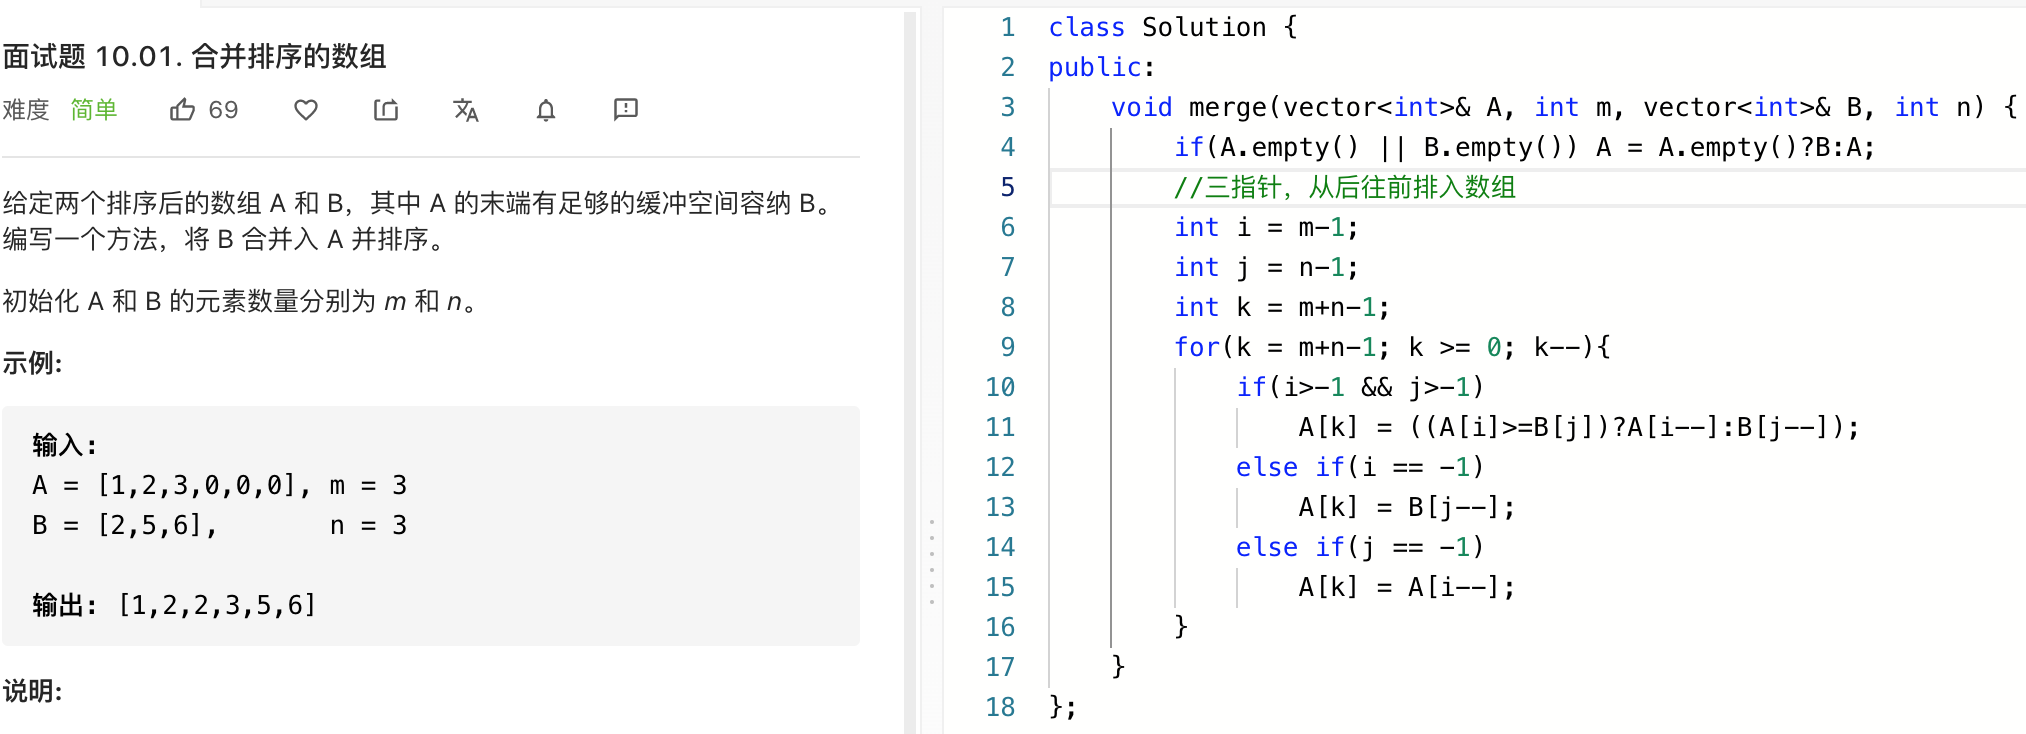 面试题 10.01. 合并排序的数组
难度 简单 69
给定两个排序后的数组 A 和 B，其中 A 的末端有足够的缓冲空间容纳 B。
编写一个方法，将 B 合并入 A 并排序。
初始化 A 和 B 的元素数量分别为 m 和 n。
示例:
输入:
A = [1,2,3,0,0,0], m = 3
B = [2,5,6],       n = 3
输出: [1,2,2,3,5,6]
说明:
1 class Solution {
2 public:
3     void merge(vector<int>& A, int m, vector<int>& B, int n) {
4         if(A.empty() || B.empty()) A = A.empty()?B:A;
5         //三指针，从后往前排入数组
6         int i = m-1;
7         int j = n-1;
8         int k = m+n-1;
9         for(k = m+n-1; k >= 0; k--){
10             if(i>-1 && j>-1)
11                 A[k] = ((A[i]>=B[j])?A[i--]:B[j--]);
12             else if(i == -1)
13                 A[k] = B[j--];
14             else if(j == -1)
15                 A[k] = A[i--];
16         }
17     }
18 };